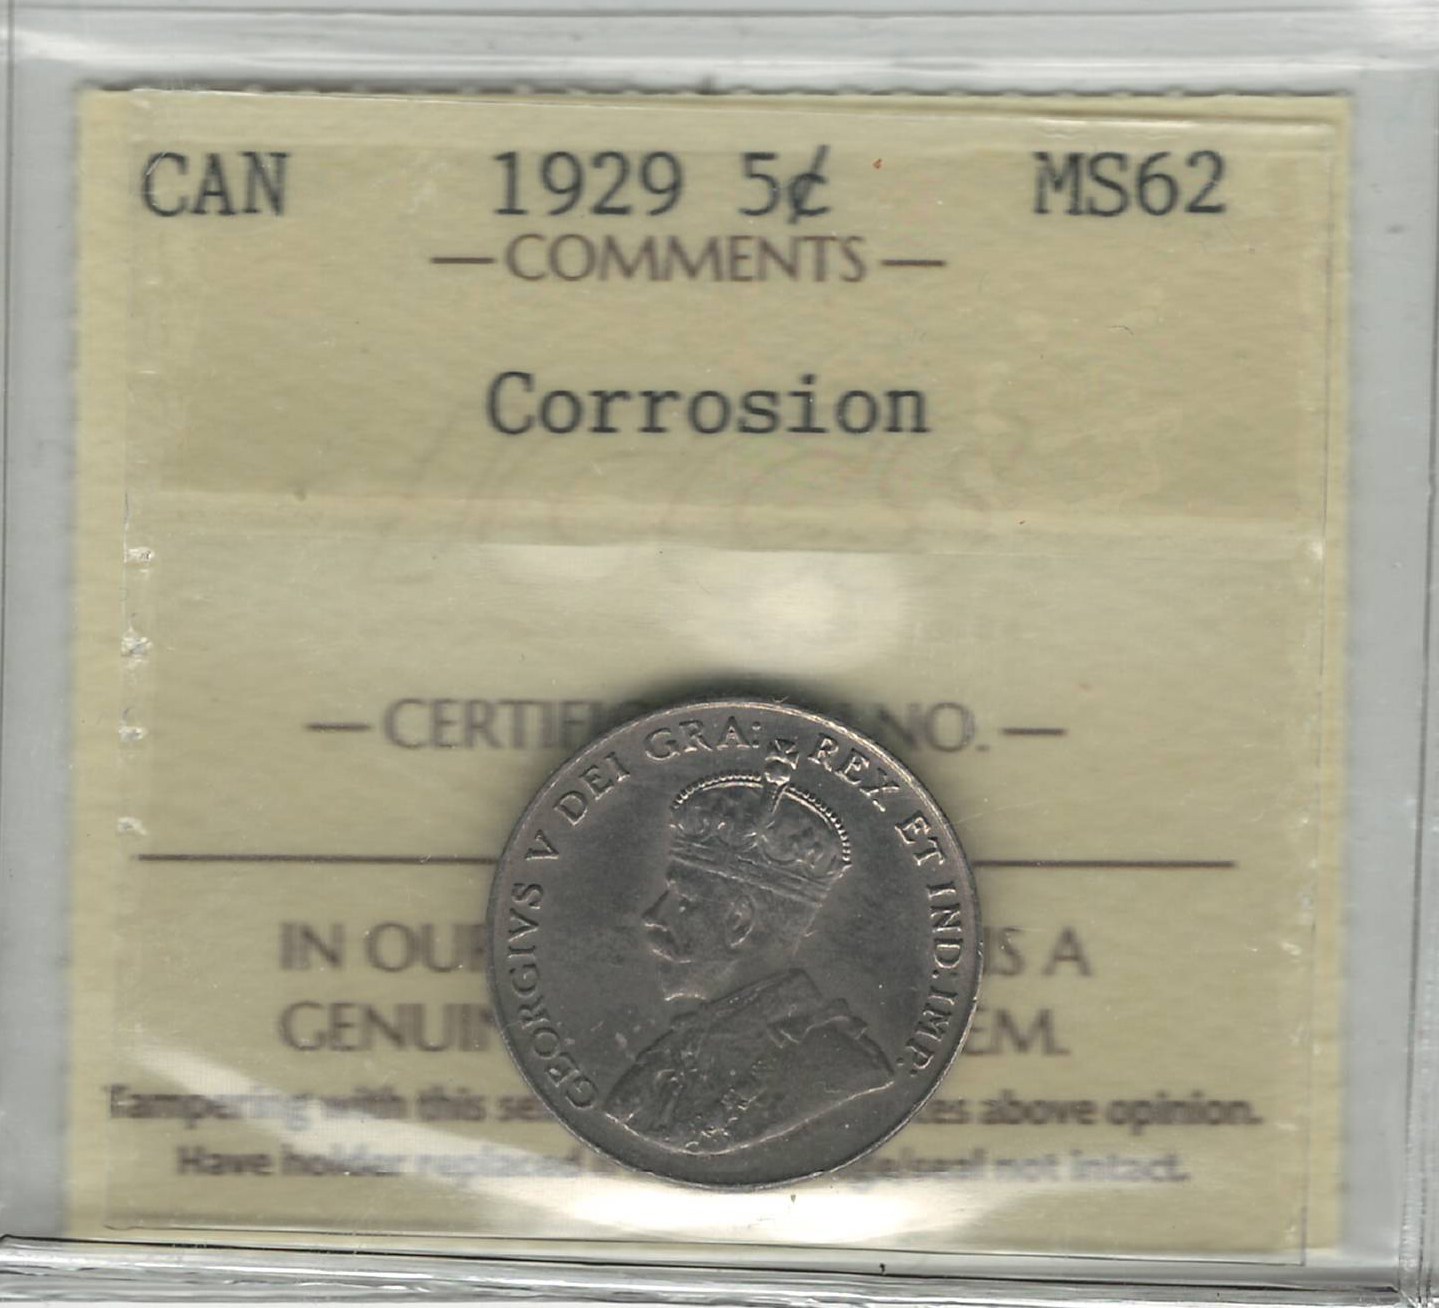 CAN 1929 5¢ MS62
— COMMENTS —
Corrosion
— CERTIFI NO. —
GEORGIVS V DEI GRA: REX ET IND: IMP:
IN OUR IS A
GENUIN EM.
Tampering with this se es above opinion.
Have holder replaced seal not intact.